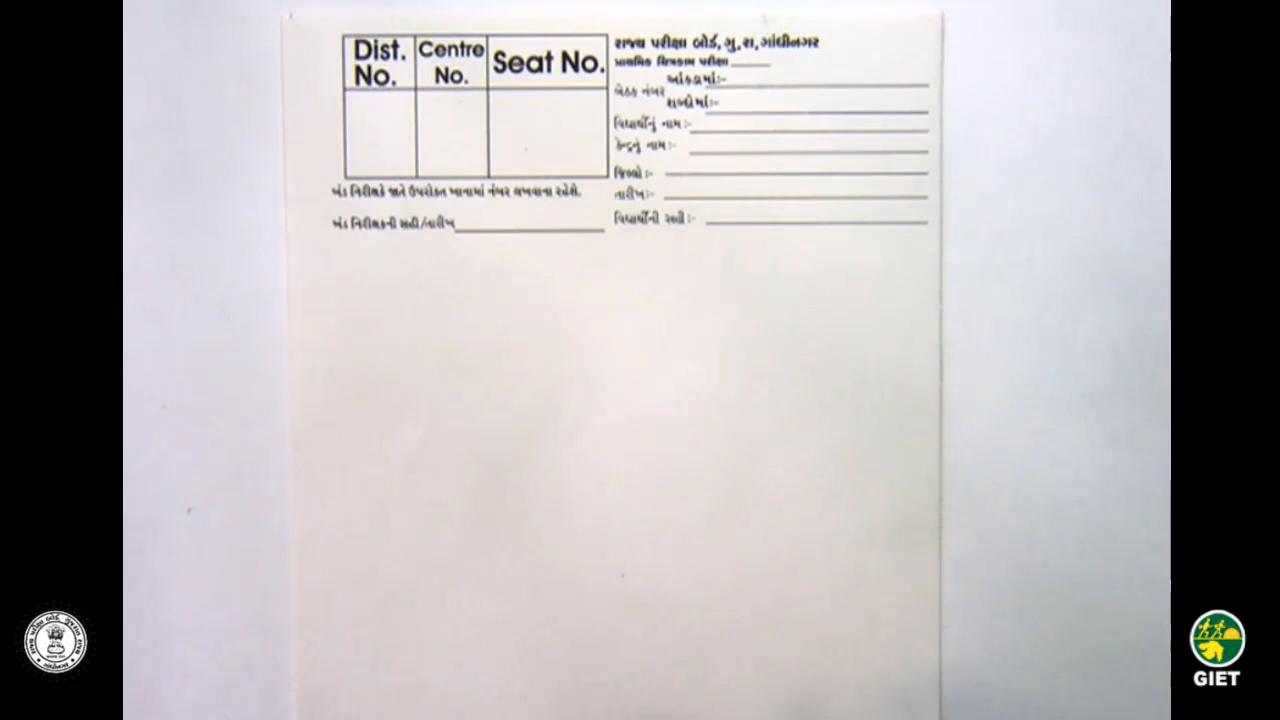 Dist. No.
Centre No.
Seat No.
રાજ્ય પરીક્ષા બોર્ડ, ગુ.રા, ગાંધીનગર
પ્રાથમિક ચિત્રકામ પરીક્ષા
બેઠક નંબર
આંકડામાં:-
શબ્દોમાં:-
વિદ્યાર્થીનું નામ:-
કેન્દ્રનું નામ:-
જિલ્લો:-
તારીખ:-
વિદ્યાર્થીની સહી:-
ખંડ નિરીક્ષકે જાતે ઉપરોક્ત ખાનામાં નંબર લખવાના રહેશે.
ખંડ નિરીક્ષકની સહી/તારીખ
GIET